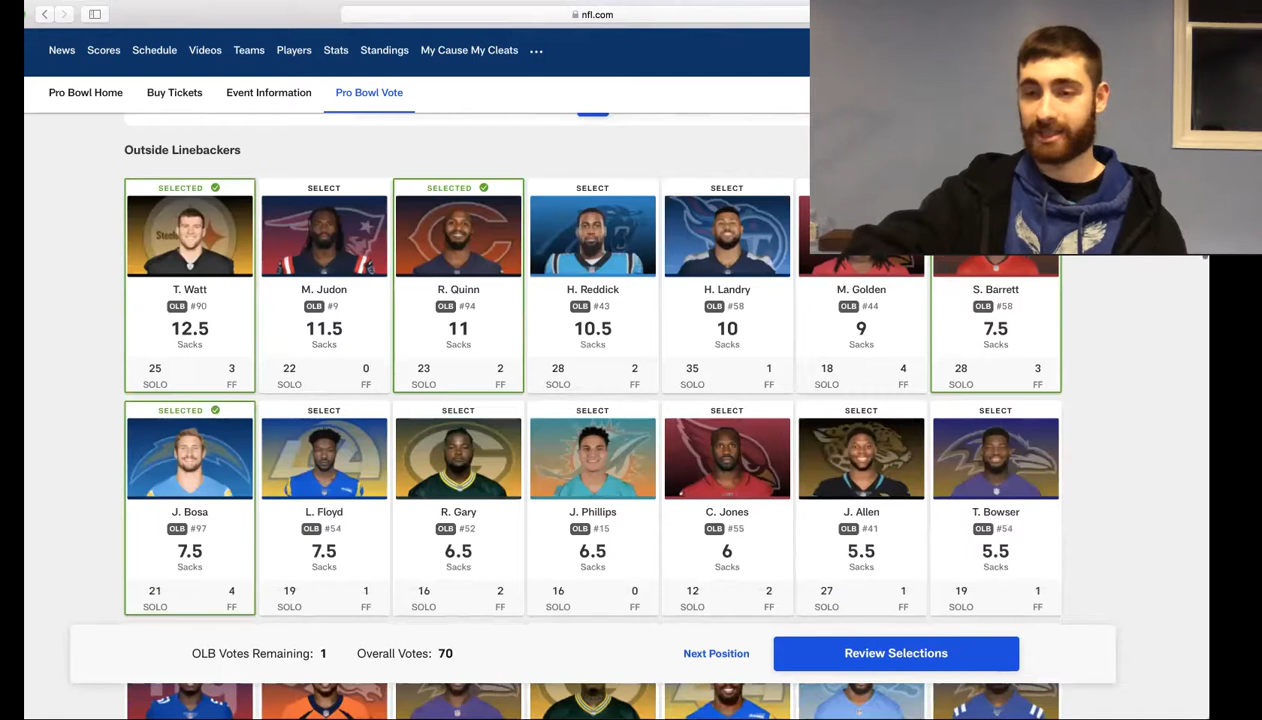 nfl.com
News Scores Schedule Videos Teams Players Stats Standings My Cause My Cleats ...
Pro Bowl Home Buy Tickets Event Information Pro Bowl Vote
Outside Linebackers
SELECTED SELECT SELECTED SELECT SELECT
Steelers
T. Watt M. Judon R. Quinn H. Reddick H. Landry M. Golden S. Barrett
OLB #90 OLB #9 OLB #94 OLB #43 OLB #58 OLB #44 OLB #58
12.5 11.5 11 10.5 10 9 7.5
Sacks Sacks Sacks Sacks Sacks Sacks Sacks
25 3 22 0 23 2 28 2 35 1 18 4 28 3
SOLO FF SOLO FF SOLO FF SOLO FF SOLO FF SOLO FF SOLO FF
SELECTED SELECT SELECT SELECT SELECT SELECT SELECT
J. Bosa L. Floyd R. Gary J. Phillips C. Jones J. Allen T. Bowser
OLB #97 OLB #54 OLB #52 OLB #15 OLB #55 OLB #41 OLB #54
7.5 7.5 6.5 6.5 6 5.5 5.5
Sacks Sacks Sacks Sacks Sacks Sacks Sacks
21 4 19 1 16 2 16 0 12 2 27 1 19 1
SOLO FF SOLO FF SOLO FF SOLO FF SOLO FF SOLO FF SOLO FF
OLB Votes Remaining: 1 Overall Votes: 70 Next Position Review Selections